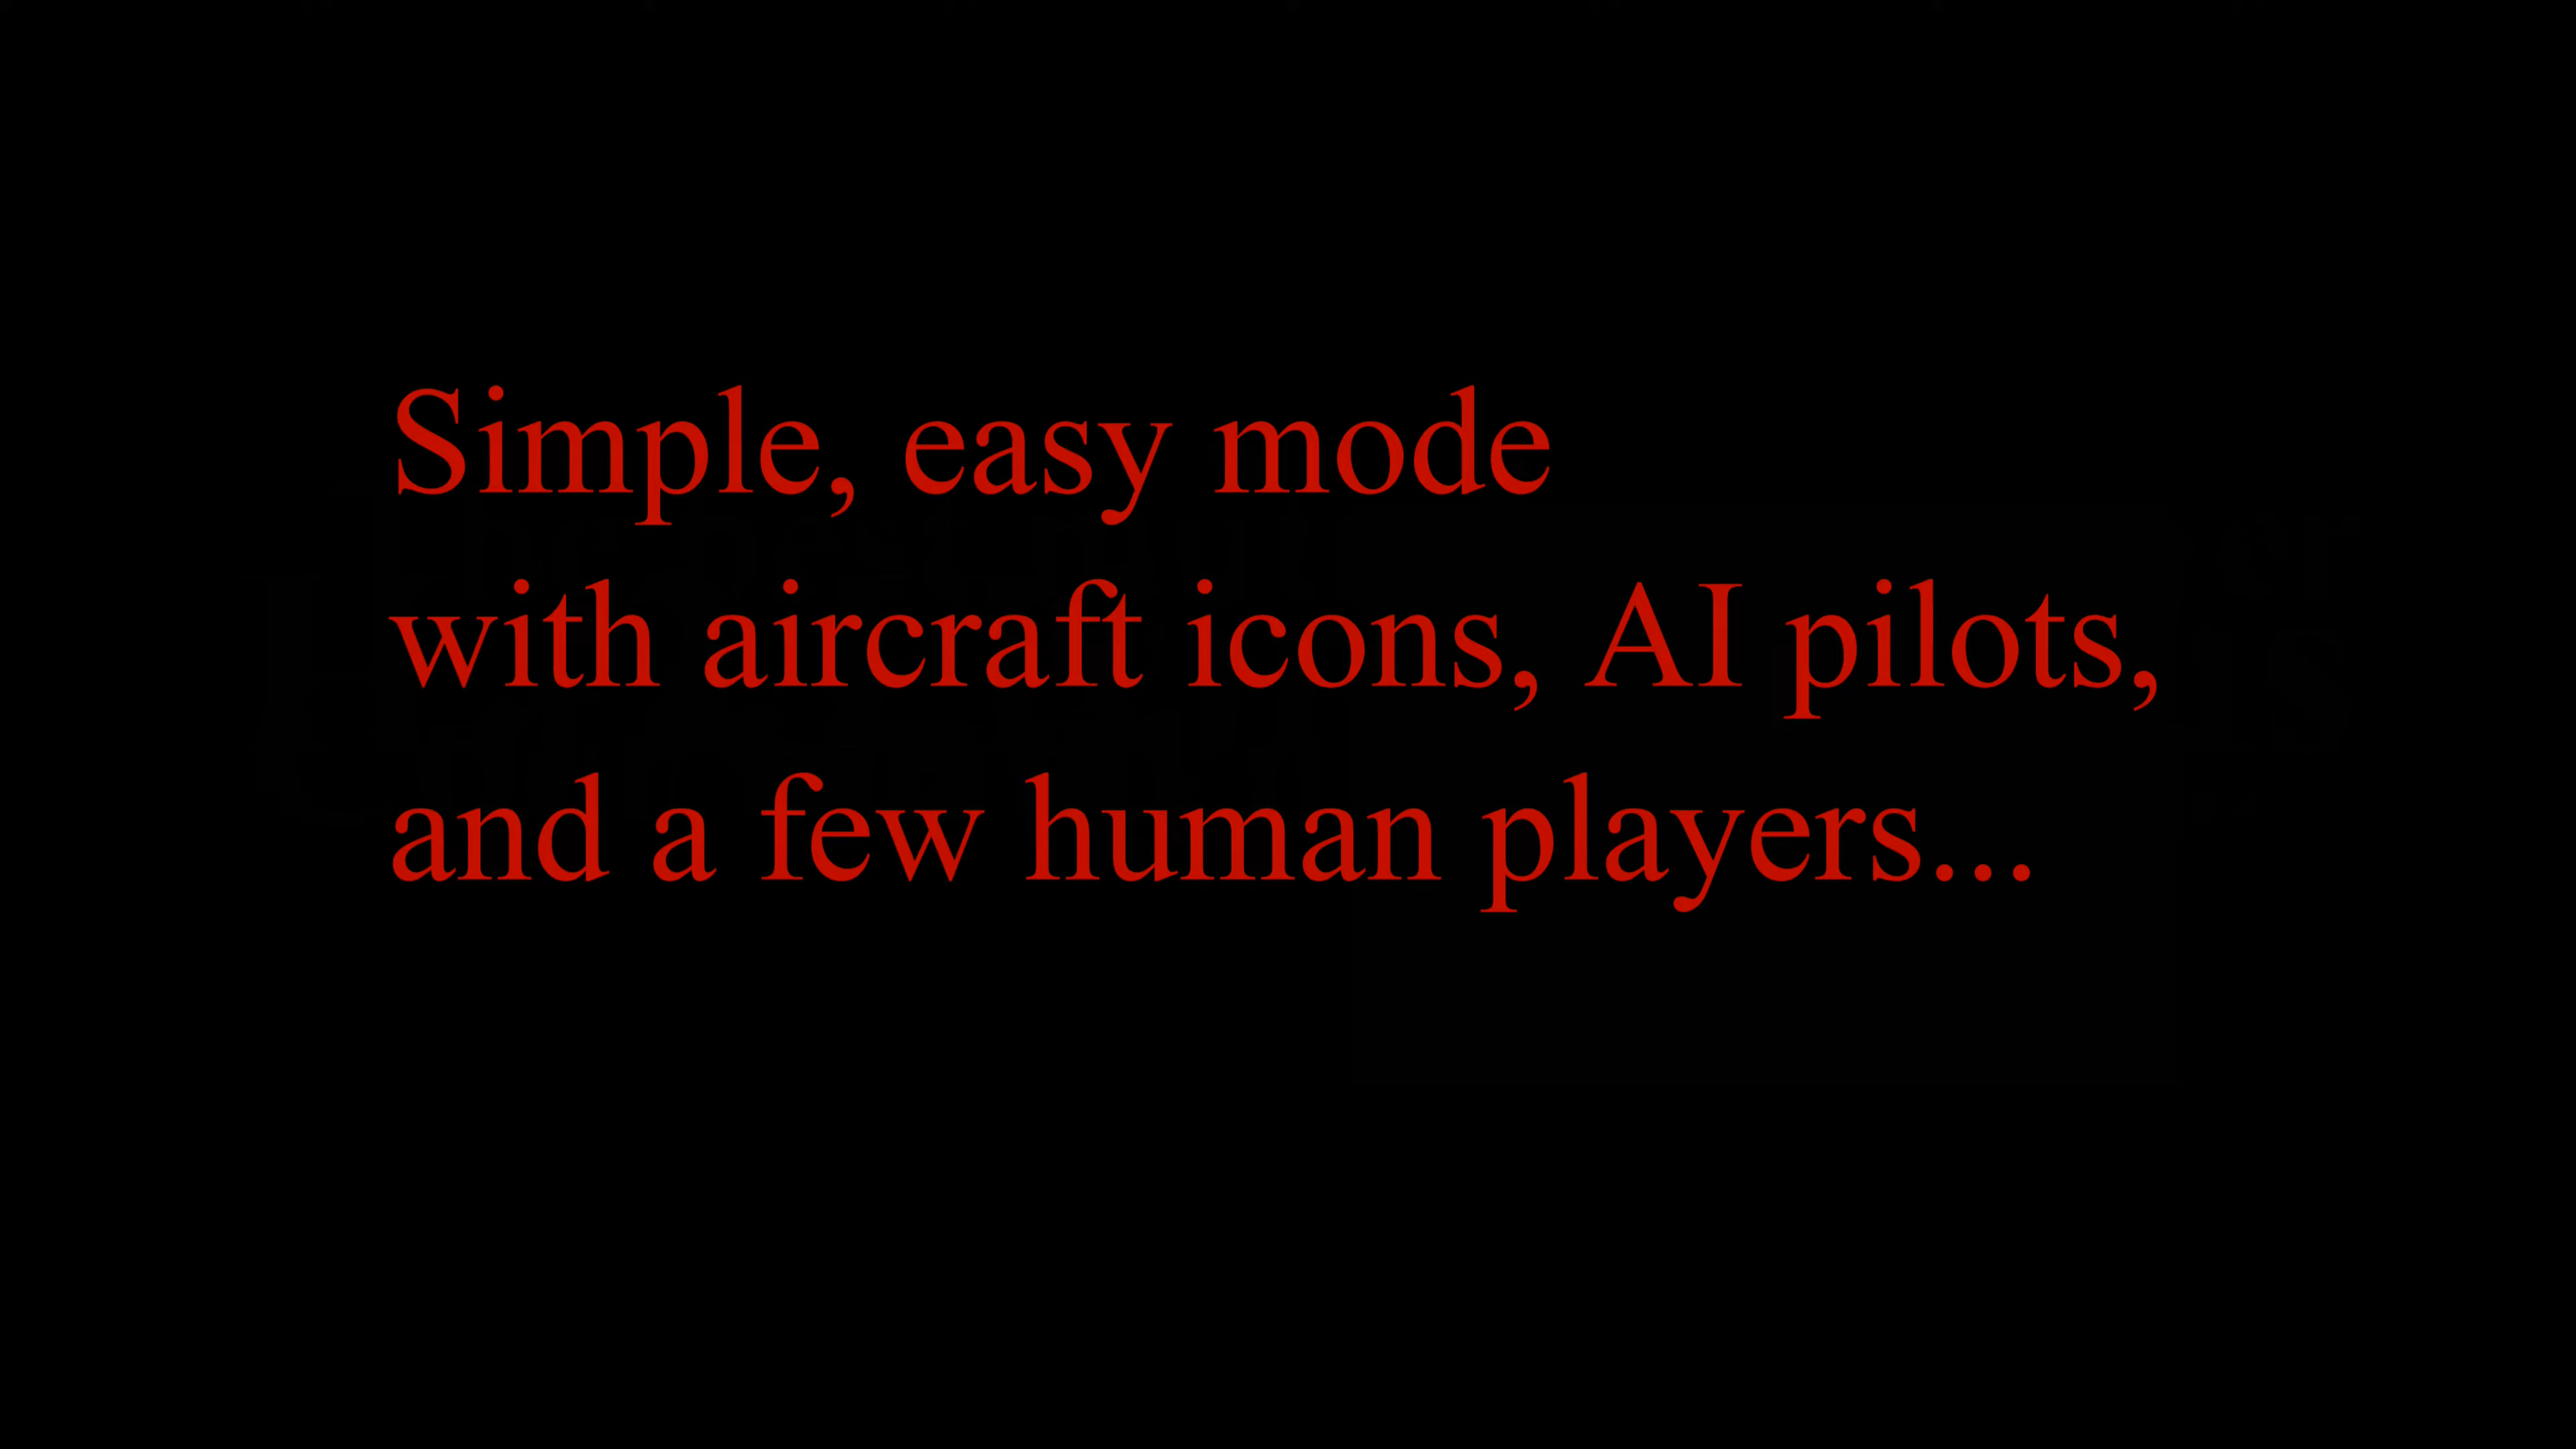 Simple, easy mode
with aircraft icons, AI pilots,
and a few human players...